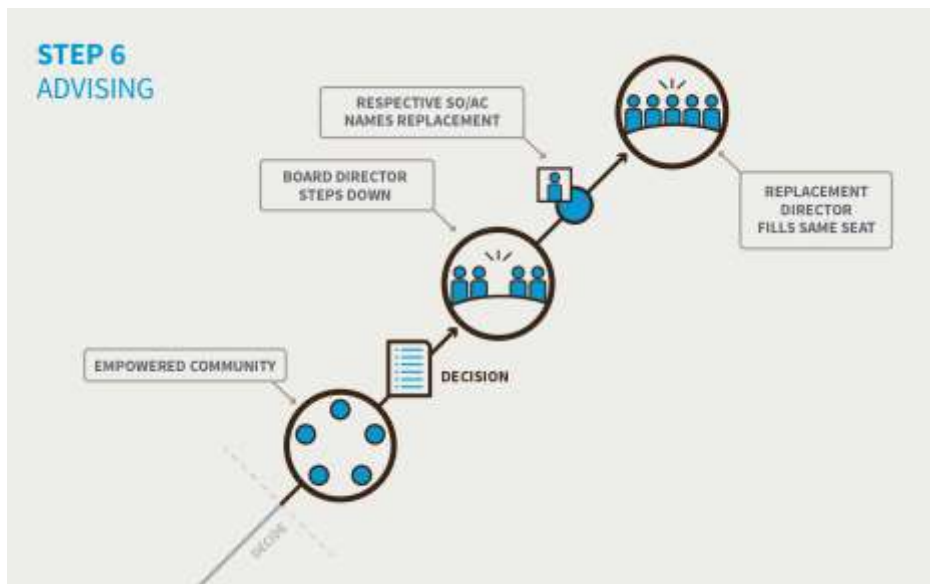 STEP 6
ADVISING
RESPECTIVE SO/AC
NAMES REPLACEMENT
BOARD DIRECTOR
STEPS DOWN
REPLACEMENT
DIRECTOR
FILLS SAME SEAT
EMPOWERED COMMUNITY
DECISION
DECIDE